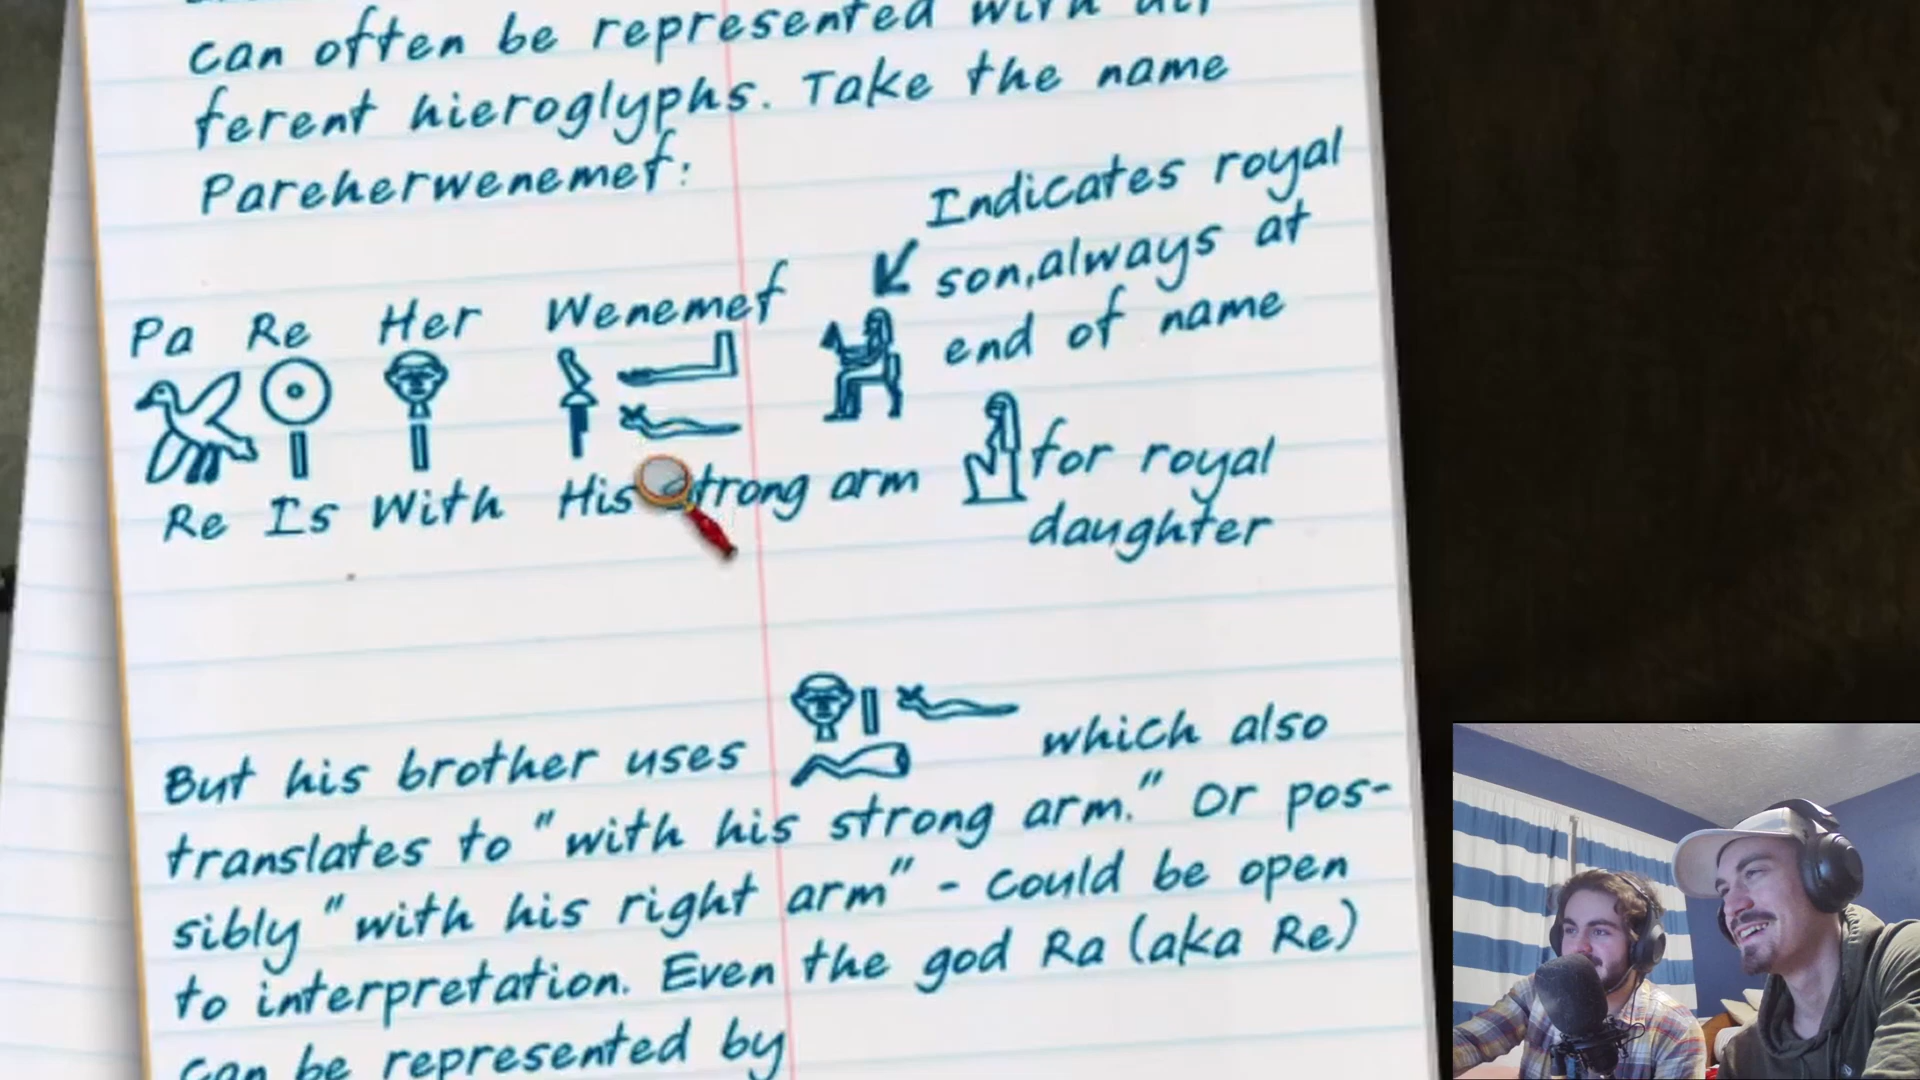 can often be represented with dif
ferent hieroglyphs. Take the name
Pareherwenemef:
Indicates royal
son, always at
end of name
Pa Re Her Wenemef
Re Is With His strong arm
for royal
daughter
But his brother uses which also
translates to "with his strong arm." Or pos-
sibly "with his right arm" - could be open
to interpretation. Even the god Ra (aka Re)
can be represented by